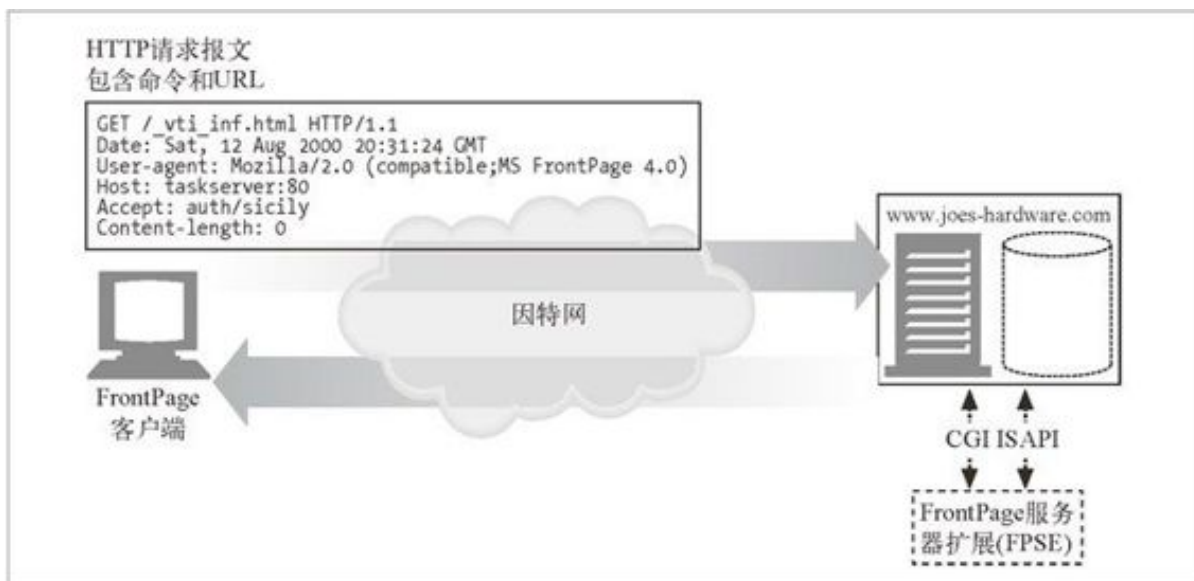 HTTP请求报文
包含命令和URL
GET /_vti_inf.html HTTP/1.1
Date: Sat, 12 Aug 2000 20:31:24 GMT
User-agent: Mozilla/2.0 (compatible;MS FrontPage 4.0)
Host: taskserver:80
Accept: auth/sicily
Content-length: 0
www.joes-hardware.com
因特网
FrontPage
客户端
CGI ISAPI
FrontPage服务
器扩展(FPSE)